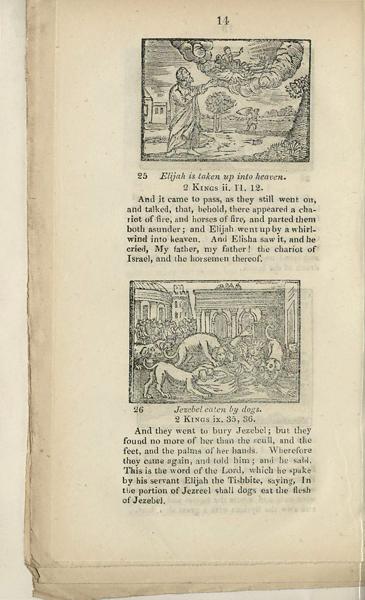 14
25 Elijah is taken up into heaven.
2 KINGS ii. 11, 12.
And it came to pass, as they still went on,
and talked, that, behold, there appeared a cha-
riot of fire, and horses of fire, and parted them
both asunder; and Elijah went up by a whirl-
wind into heaven. And Elisha saw it, and he
cried, My father, my father! the chariot of
Israel, and the horsemen thereof.
26 Jezebel eaten by dogs.
2 KINGS ix. 35, 36.
And they went to bury Jezebel; but they
found no more of her than the scull, and the
feet, and the palms of her hands. Wherefore
they came again, and told him; and he said,
This is the word of the Lord, which he spake
by his servant Elijah the Tishbite, saying, In
the portion of Jezreel shall dogs eat the flesh
of Jezebel.